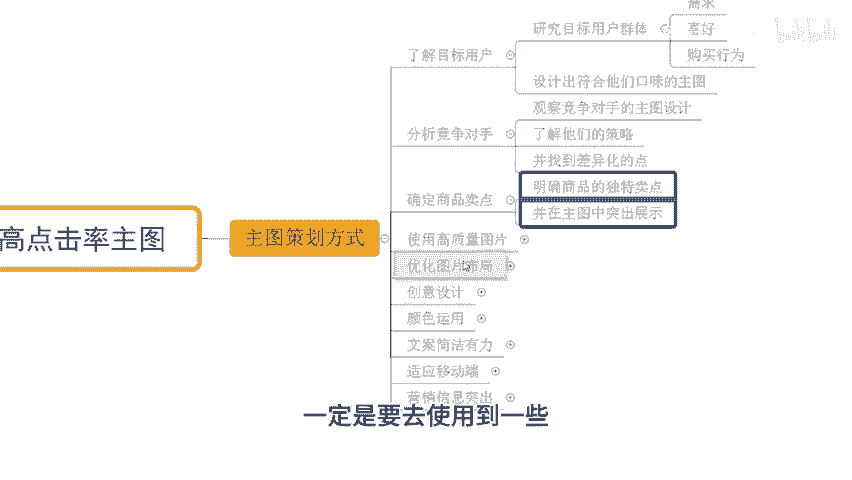 需求
研究目标用户群体
喜好
了解目标用户
购买行为
设计出符合他们口味的主图
观察竞争对手的主图设计
分析竞争对手
了解他们的策略
并找到差异化的点
明确商品的独特卖点
确定商品卖点
并在主图中突出展示
高点击率主图
主图策划方式
使用高质量图片
优化图片布局
创意设计
颜色运用
文案简洁有力
适应移动端
营销信息突出
一定是要去使用到一些
bilibili